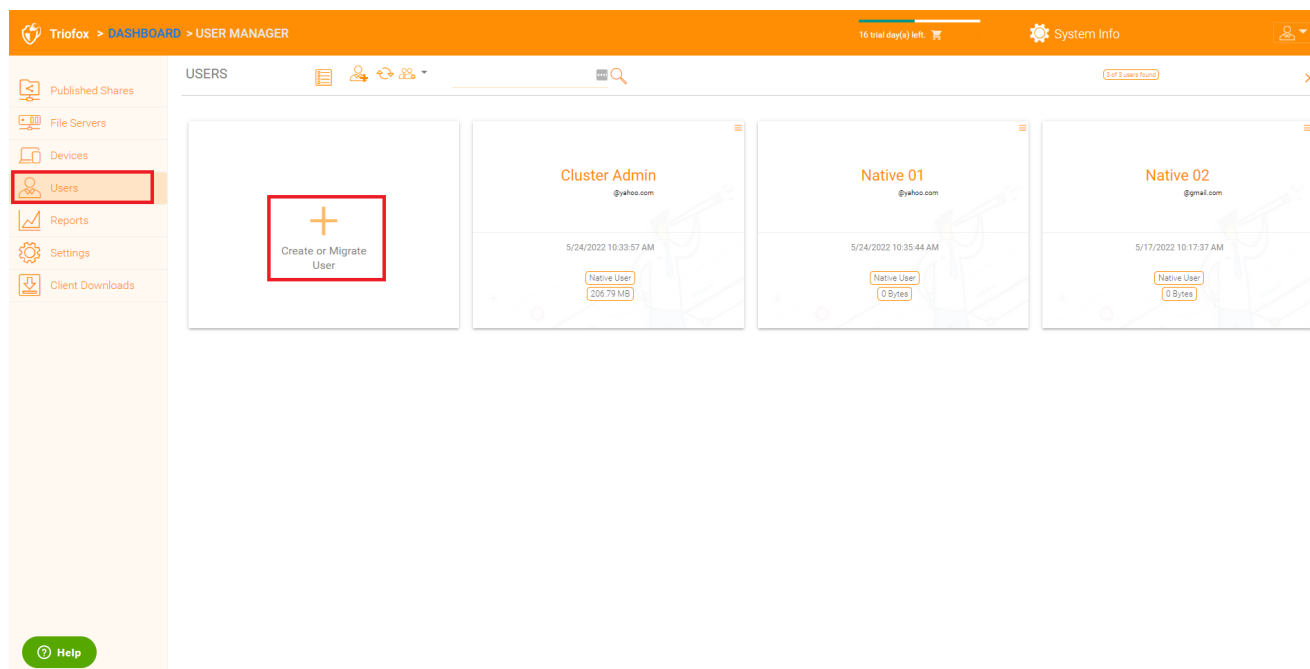 Triofox > DASHBOARD > USER MANAGER
16 trial day(s) left.
System Info
Published Shares
File Servers
Devices
Users
Reports
Settings
Client Downloads
USERS
3 of 3 users found
Create or Migrate
User
Cluster Admin
@yahoo.com
5/24/2022 10:33:57 AM
Native User
206.79 MB
Native 01
@yahoo.com
5/24/2022 10:35:44 AM
Native User
0 Bytes
Native 02
@gmail.com
5/17/2022 10:17:37 AM
Native User
0 Bytes
Help